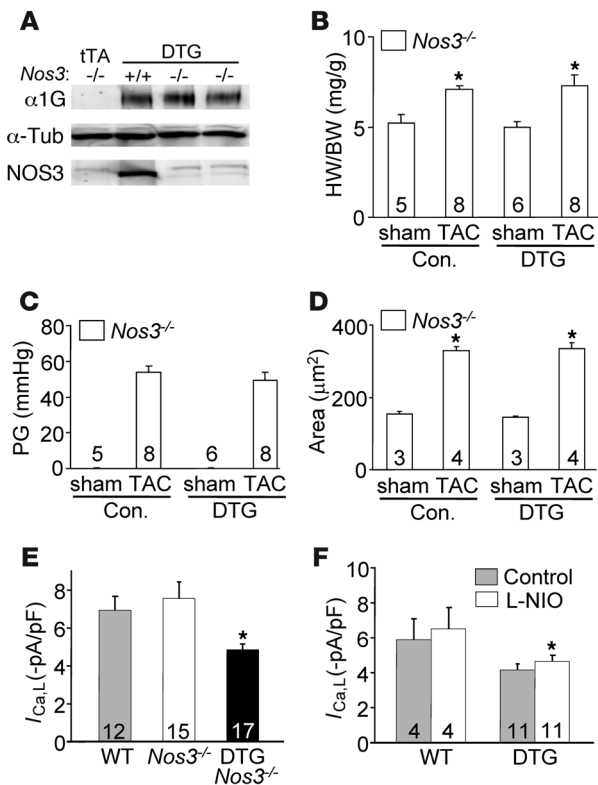 A
tTA DTG
Nos3: -/- +/+ -/- -/-
α1G
α-Tub
NOS3
B
Nos3-/-
HW/BW (mg/g)
10
5
0
* *
5 8 6 8
sham TAC sham TAC
Con. DTG
C
Nos3-/-
PG (mmHg)
80
60
40
20
0
5 8 6 8
sham TAC sham TAC
Con. DTG
D
Nos3-/-
Area (μm2)
400
200
0
* *
3 4 3 4
sham TAC sham TAC
Con. DTG
E
ICa,L(-pA/pF)
8
6
4
2
0
*
12 15 17
WT Nos3-/- DTG
Nos3-/-
F
Control
L-NIO
ICa,L(-pA/pF)
10
8
6
4
2
0
*
4 4 11 11
WT DTG